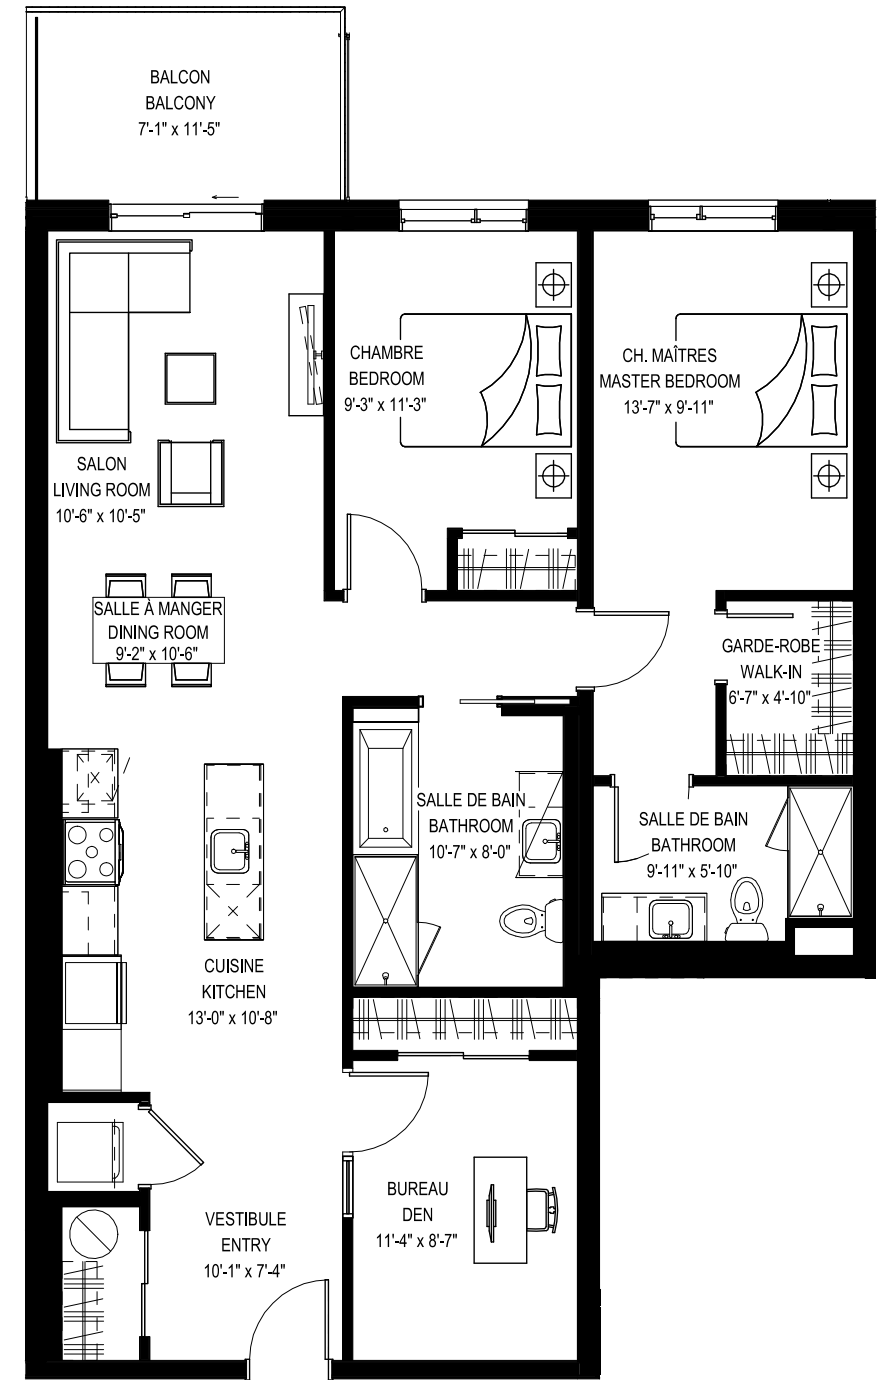 BALCON
BALCONY
7'-1" x 11'-5"
CHAMBRE
BEDROOM
9'-3" x 11'-3"
CH. MAÎTRES
MASTER BEDROOM
13'-7" x 9'-11"
SALON
LIVING ROOM
10'-6" x 10'-5"
SALLE À MANGER
DINING ROOM
9'-2" x 10'-6"
GARDE-ROBE
WALK-IN
6'-7" x 4'-10"
SALLE DE BAIN
BATHROOM
10'-7" x 8'-0"
SALLE DE BAIN
BATHROOM
9'-11" x 5'-10"
CUISINE
KITCHEN
13'-0" x 10'-8"
BUREAU
DEN
11'-4" x 8'-7"
VESTIBULE
ENTRY
10'-1" x 7'-4"